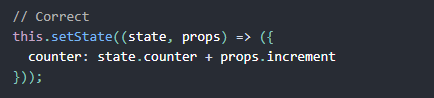 // Correct
this.setState((state, props) => ({
  counter: state.counter + props.increment
}));